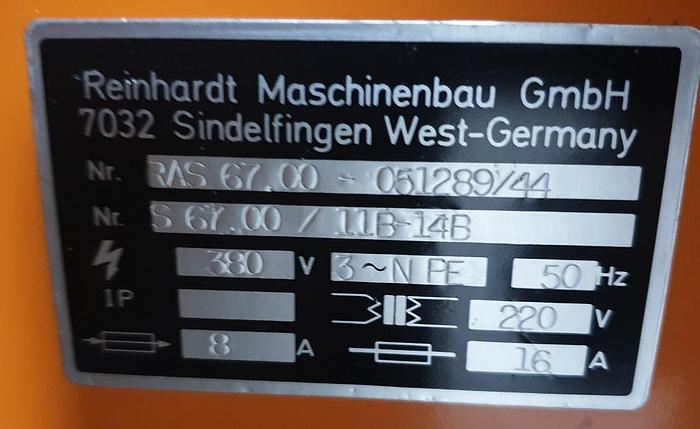 Reinhardt Maschinenbau GmbH
7032 Sindelfingen West-Germany
Nr. RAS 67.00 - 051289/44
Nr. S 67.00 / 11B-14B
380 V 3~N PE 50 Hz
IP 220 V
8 A 16 A